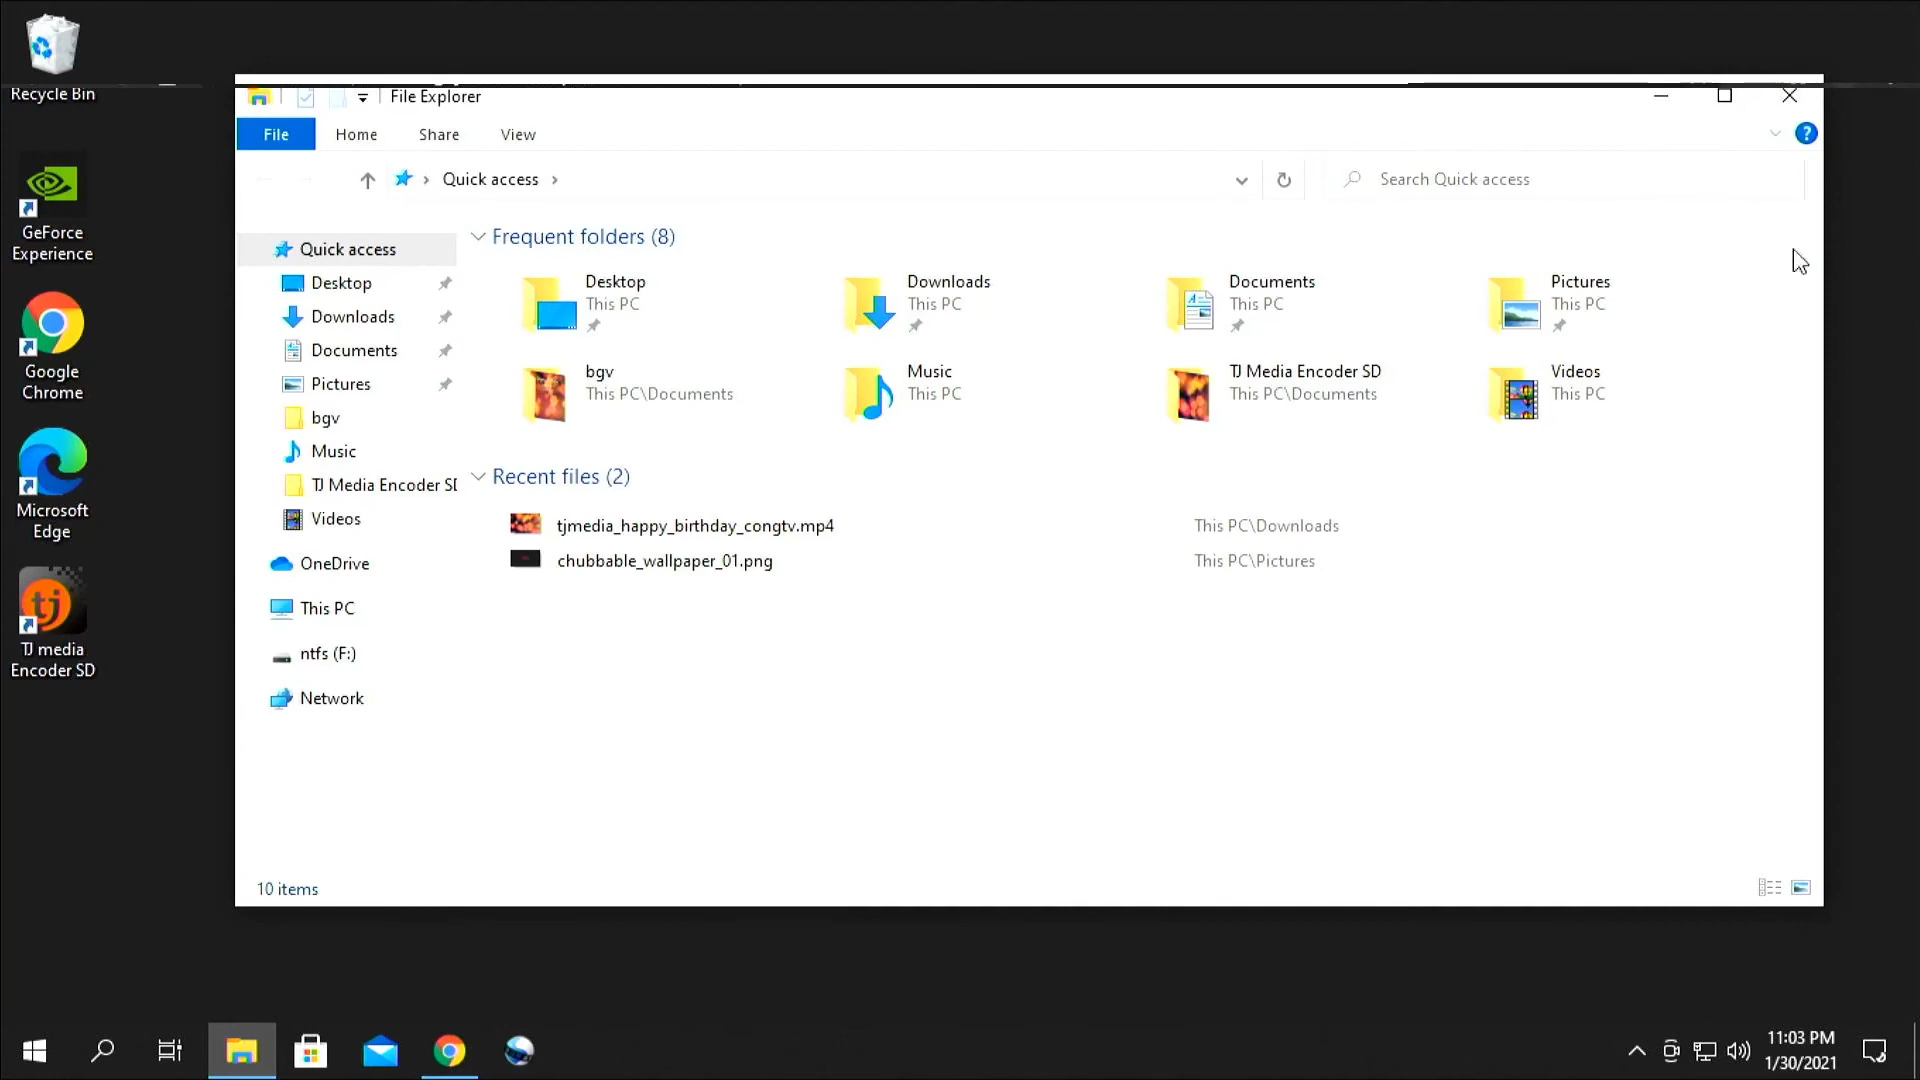 Recycle Bin
GeForce
Experience
Google
Chrome
Microsoft
Edge
TJ media
Encoder SD
File Explorer
File Home Share View
Quick access
Search Quick access
Quick access
Desktop
Downloads
Documents
Pictures
bgv
Music
TJ Media Encoder SD
Videos
OneDrive
This PC
ntfs (F:)
Network
Frequent folders (8)
Desktop
This PC
Downloads
This PC
Documents
This PC
Pictures
This PC
bgv
This PC\Documents
Music
This PC
TJ Media Encoder SD
This PC\Documents
Videos
This PC
Recent files (2)
tjmedia_happy_birthday_congtv.mp4 This PC\Downloads
chubbable_wallpaper_01.png This PC\Pictures
10 items
11:03 PM
1/30/2021